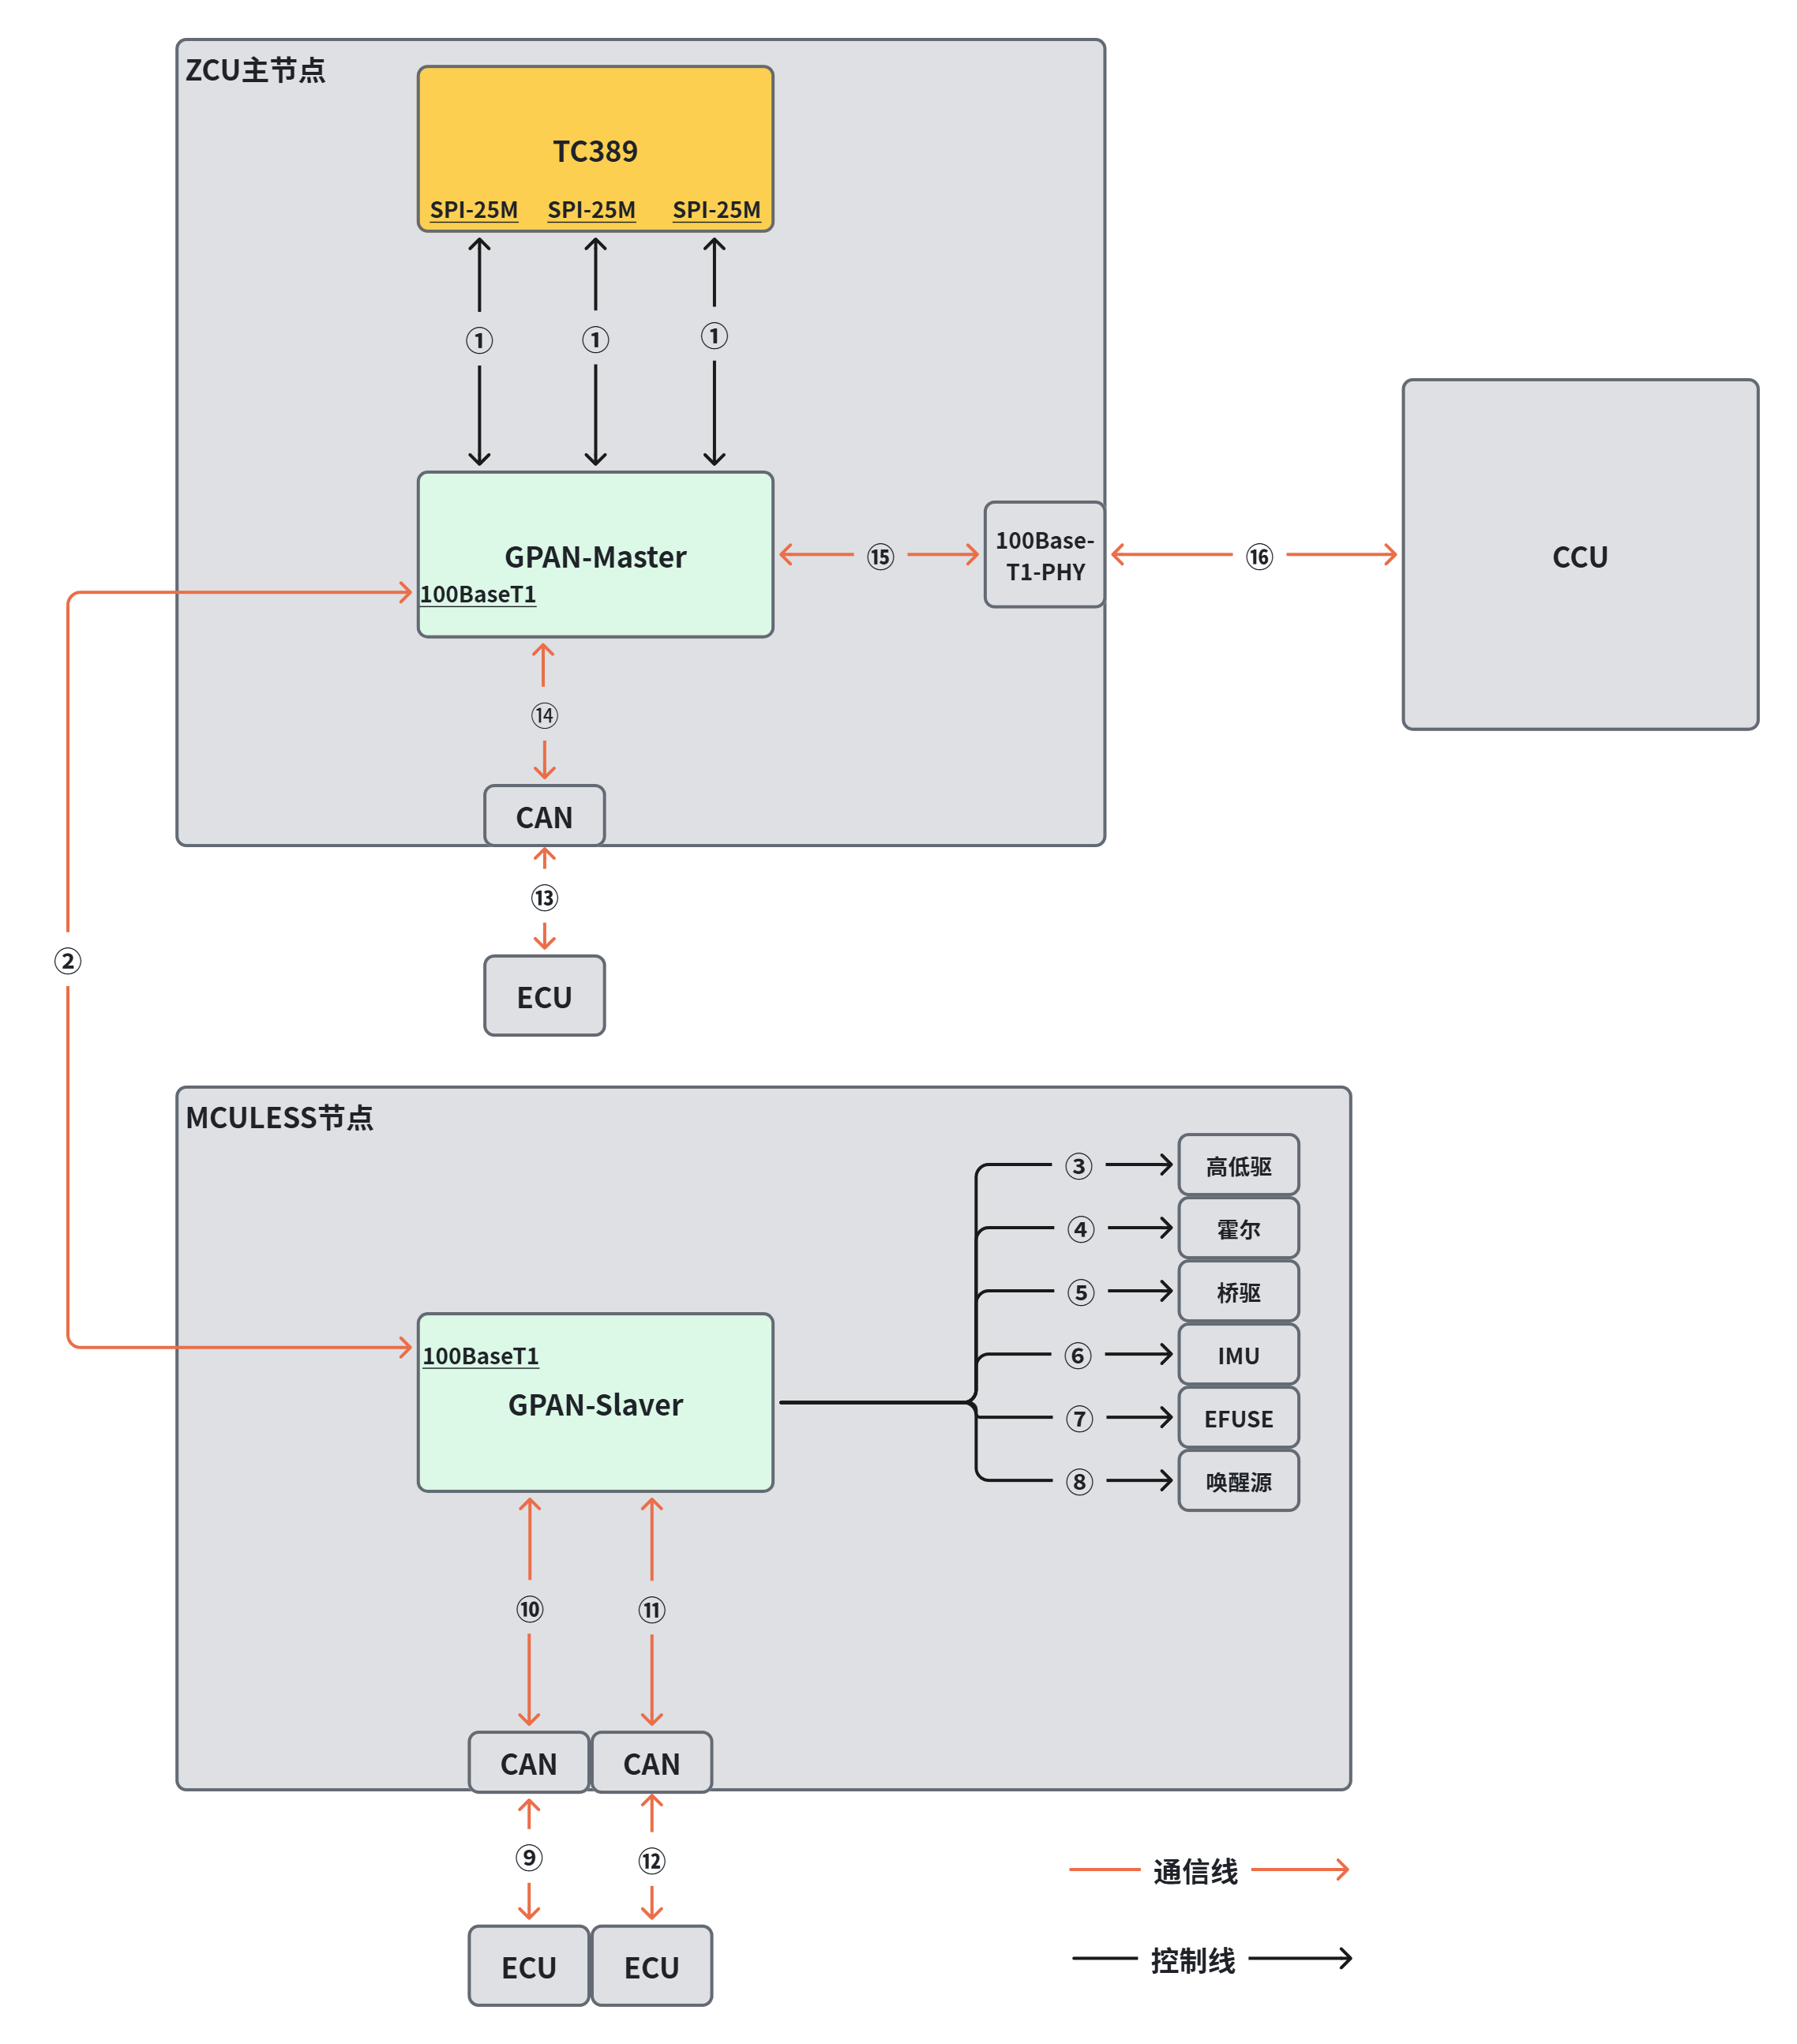 ZCU主节点
TC389
SPI-25M SPI-25M SPI-25M
① ① ①
GPAN-Master
100BaseT1
⑮
100Base-
T1-PHY
⑯
CCU
⑭
CAN
⑬
ECU
②
MCULESS节点
③ 高低驱
④ 霍尔
⑤ 桥驱
⑥ IMU
⑦ EFUSE
⑧ 唤醒源
100BaseT1
GPAN-Slaver
⑩ ⑪
CAN CAN
⑨ ⑫
ECU ECU
通信线
控制线